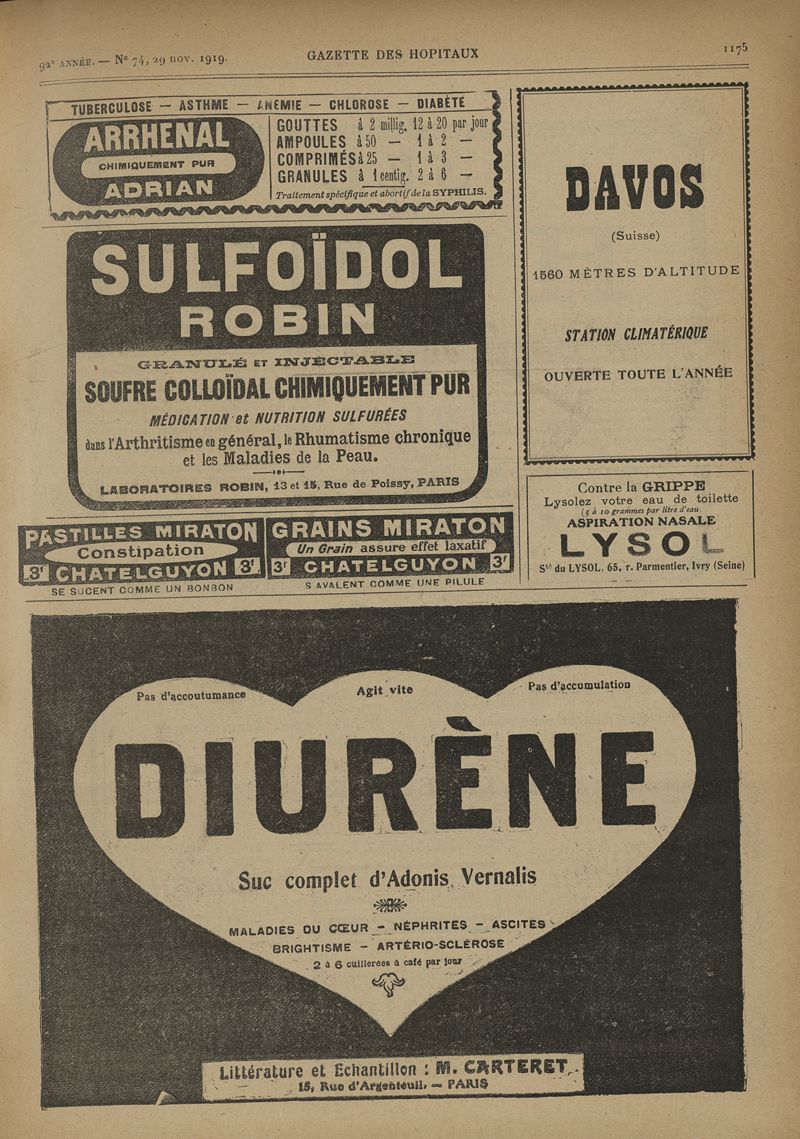 92e ANNÉE. — No 74, 29 nov. 1919.
GAZETTE DES HOPITAUX
1175
TUBERCULOSE — ASTHME — ANÉMIE — CHLOROSE — DIABÈTE
ARRHENAL
CHIMIQUEMENT PUR
ADRIAN
GOUTTES à 2 millig. 12 à 20 par jour
AMPOULES à 50 — 1 à 2 —
COMPRIMÉS à 25 — 1 à 3 —
GRANULES à 1 centig. 2 à 6 —
Traitement spécifique et abortif de la SYPHILIS.
SULFOÏDOL
ROBIN
GRANULÉ ET INJECTABLE
SOUFRE COLLOÏDAL CHIMIQUEMENT PUR
MÉDICATION et NUTRITION SULFURÉES
dans l'Arthritisme en général, le Rhumatisme chronique
et les Maladies de la Peau.
LABORATOIRES ROBIN, 13 et 15, Rue de Poissy, PARIS
DAVOS
(Suisse)
1560 MÈTRES D'ALTITUDE
STATION CLIMATÉRIQUE
OUVERTE TOUTE L'ANNÉE
PASTILLES MIRATON
Constipation
3f CHATELGUYON 3f
SE SUCENT COMME UN BONBON
GRAINS MIRATON
Un Grain assure effet laxatif
3f CHATELGUYON 3f
S AVALENT COMME UNE PILULE
Contre la GRIPPE
Lysolez votre eau de toilette
(5 à 10 grammes par litre d'eau)
ASPIRATION NASALE
LYSOL
Sté du LYSOL, 65, r. Parmentier, Ivry (Seine)
Pas d'accoutumance
Agit vite
Pas d'accumulation
DIURÈNE
Suc complet d'Adonis Vernalis
MALADIES DU CŒUR — NÉPHRITES — ASCITES
BRIGHTISME — ARTÉRIO-SCLÉROSE
2 à 6 cuillerées à café par jour
Littérature et Echantillon : M. CARTERET.
15, Rue d'Argenteuil. — PARIS